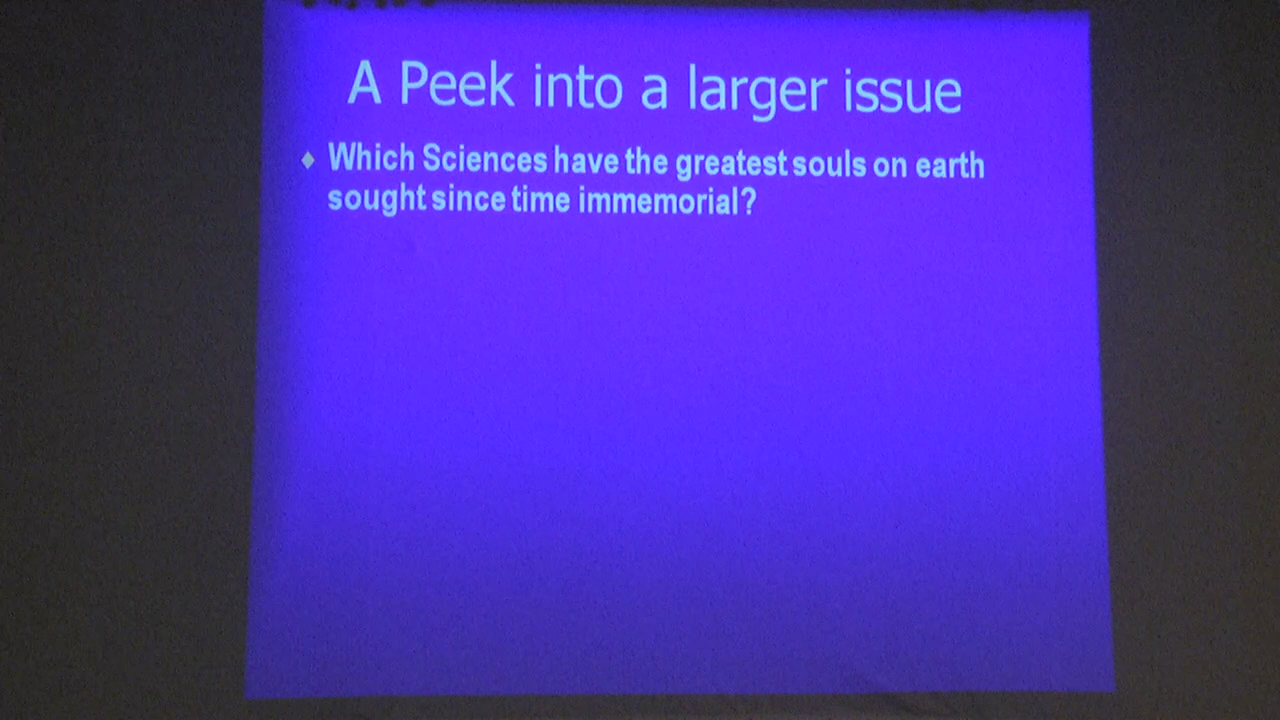 A Peek into a larger issue
Which Sciences have the greatest souls on earth
sought since time immemorial?